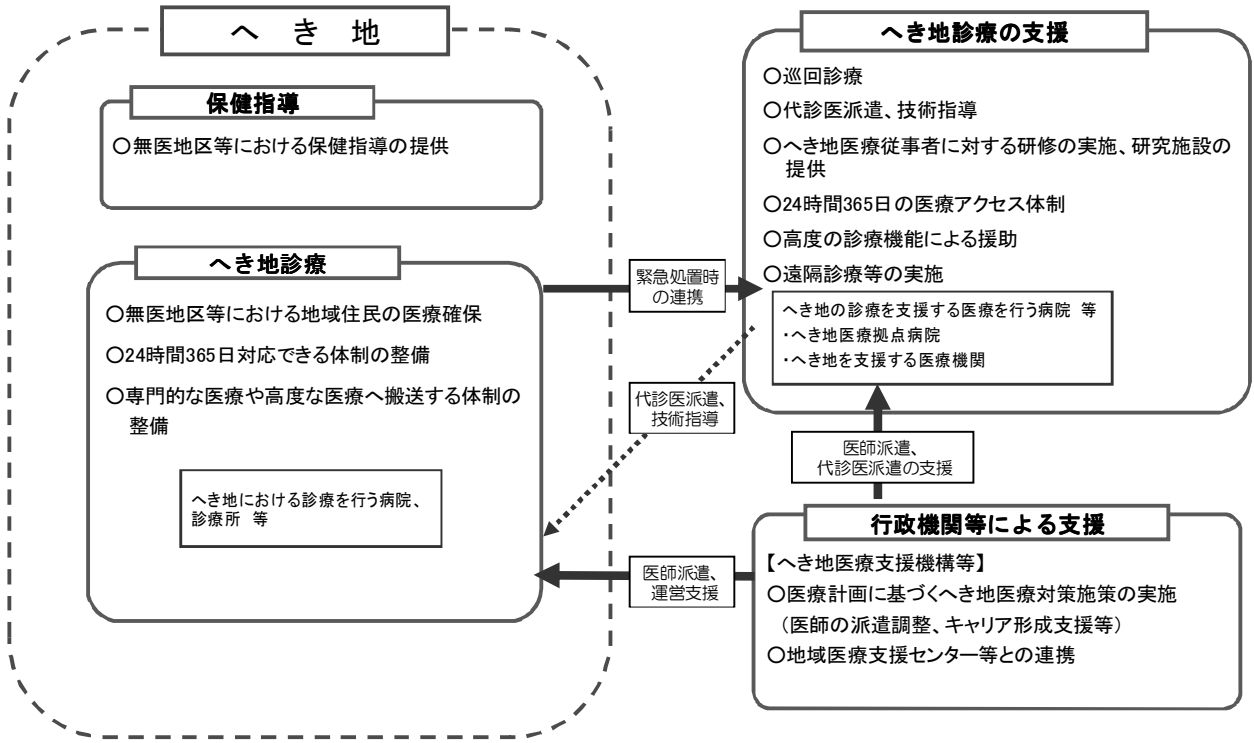 へ き 地
保健指導
○無医地区等における保健指導の提供
へき地診療
○無医地区等における地域住民の医療確保
○24時間365日対応できる体制の整備
○専門的な医療や高度な医療へ搬送する体制の
整備
へき地における診療を行う病院、
診療所 等
緊急処置時
の連携
代診医派遣、
技術指導
医師派遣、
運営支援
へき地診療の支援
○巡回診療
○代診医派遣、技術指導
○へき地医療従事者に対する研修の実施、研究施設の
提供
○24時間365日の医療アクセス体制
○高度の診療機能による援助
○遠隔診療等の実施
へき地の診療を支援する医療を行う病院 等
・へき地医療拠点病院
・へき地を支援する医療機関
医師派遣、
代診医派遣の支援
行政機関等による支援
【へき地医療支援機構等】
○医療計画に基づくへき地医療対策施策の実施
（医師の派遣調整、キャリア形成支援等）
○地域医療支援センター等との連携